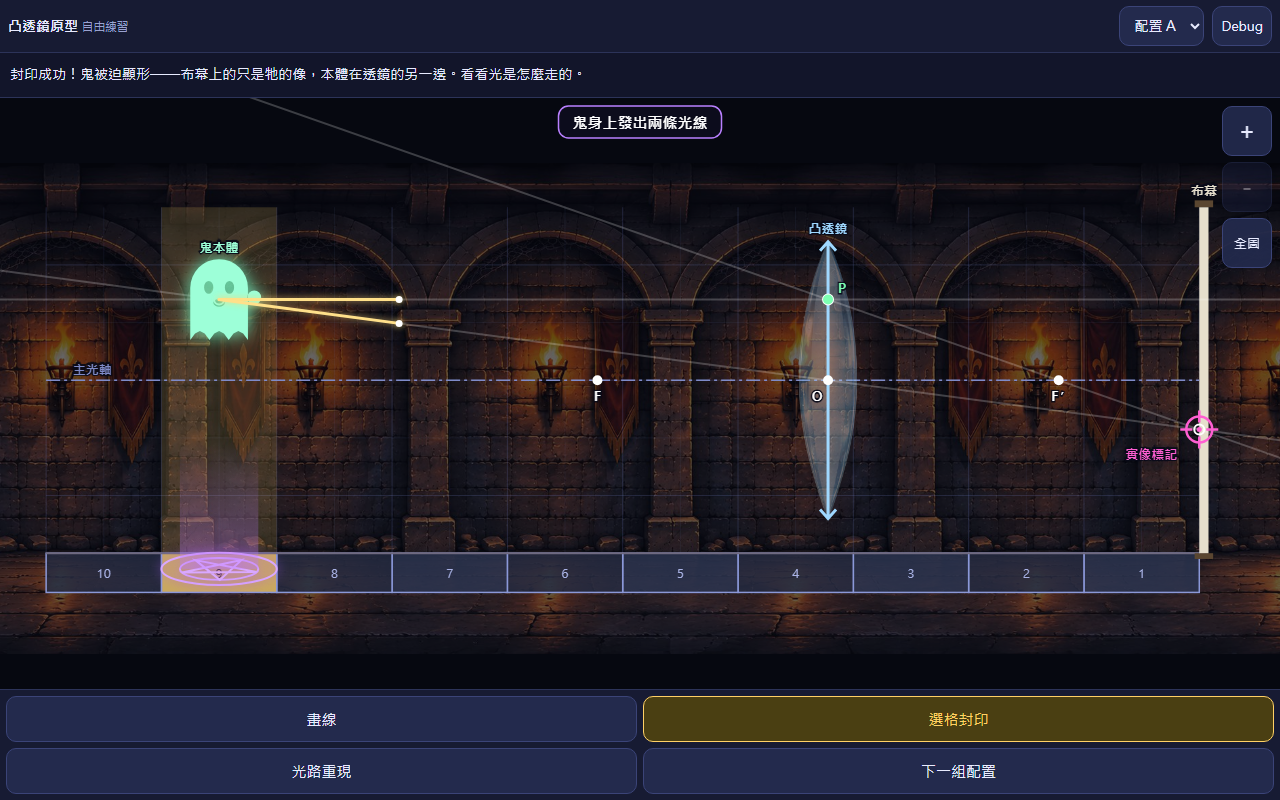 凸透鏡原型 自由練習
配置 A
Debug
封印成功！鬼被迫顯形——布幕上的只是牠的像，本體在透鏡的另一邊。看看光是怎麼走的。
鬼身上發出兩條光線
+
−
全圖
布幕
凸透鏡
鬼本體
P
主光軸
F
O
F′
實像標記
10
9
8
7
6
5
4
3
2
1
畫線
選格封印
光路重現
下一組配置